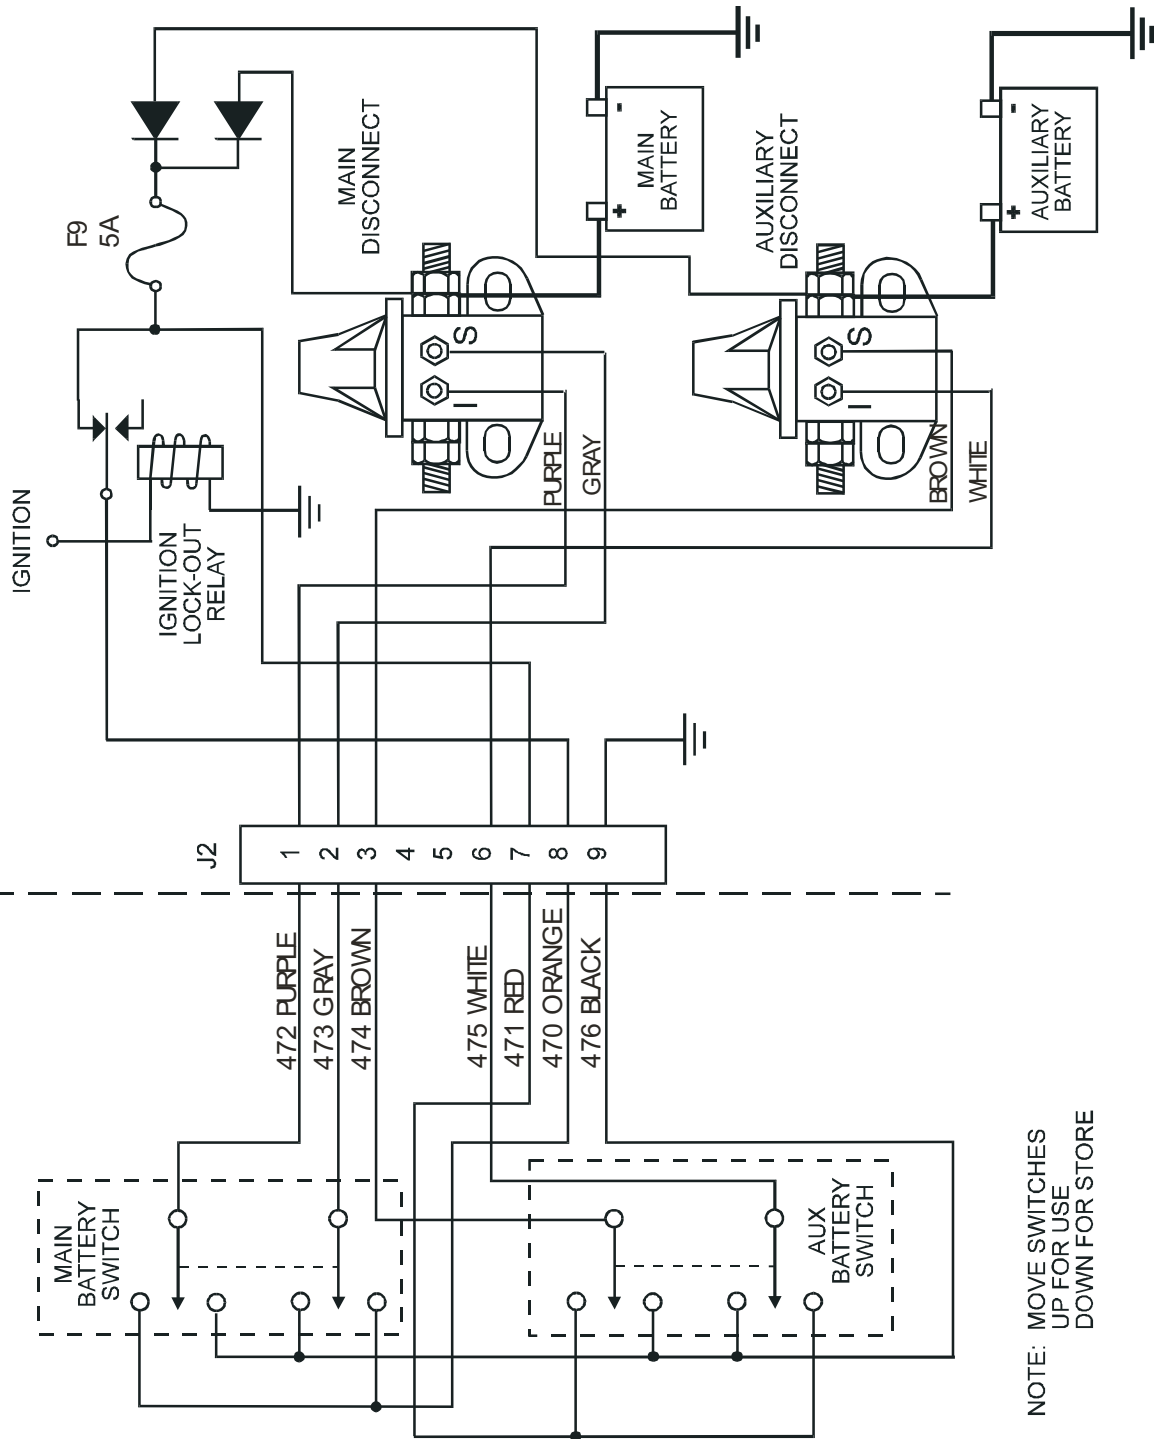 F9
5A
MAIN
DISCONNECT
-
MAIN
BATTERY
+
AUXILIARY
DISCONNECT
-
AUXILIARY
BATTERY
+
IGNITION
IGNITION
LOCK-OUT
RELAY
S
I
PURPLE
GRAY
S
I
BROWN
WHITE
J2
1
2
3
4
5
6
7
8
9
472 PURPLE
473 GRAY
474 BROWN
475 WHITE
471 RED
470 ORANGE
476 BLACK
MAIN
BATTERY
SWITCH
AUX
BATTERY
SWITCH
NOTE: MOVE SWITCHES
UP FOR USE
DOWN FOR STORE